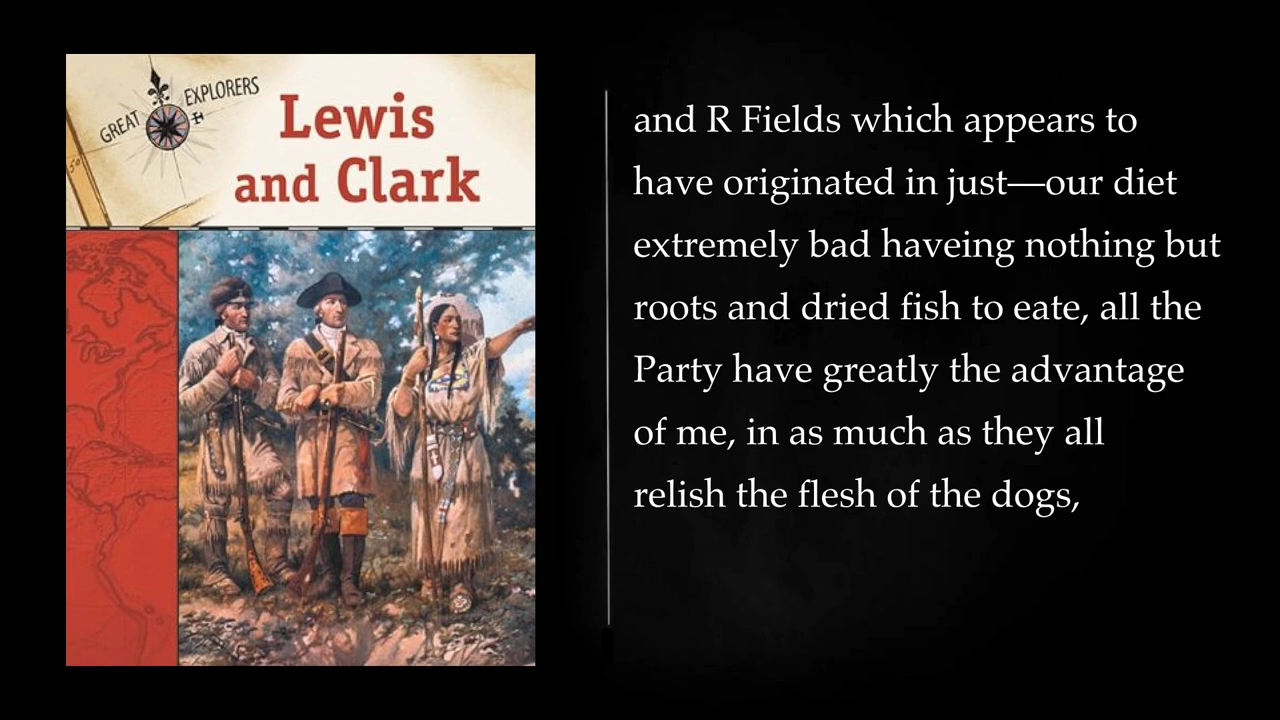 GREAT EXPLORERS
Lewis
and Clark
50
and R Fields which appears to
have originated in just—our diet
extremely bad haveing nothing but
roots and dried fish to eate, all the
Party have greatly the advantage
of me, in as much as they all
relish the flesh of the dogs,